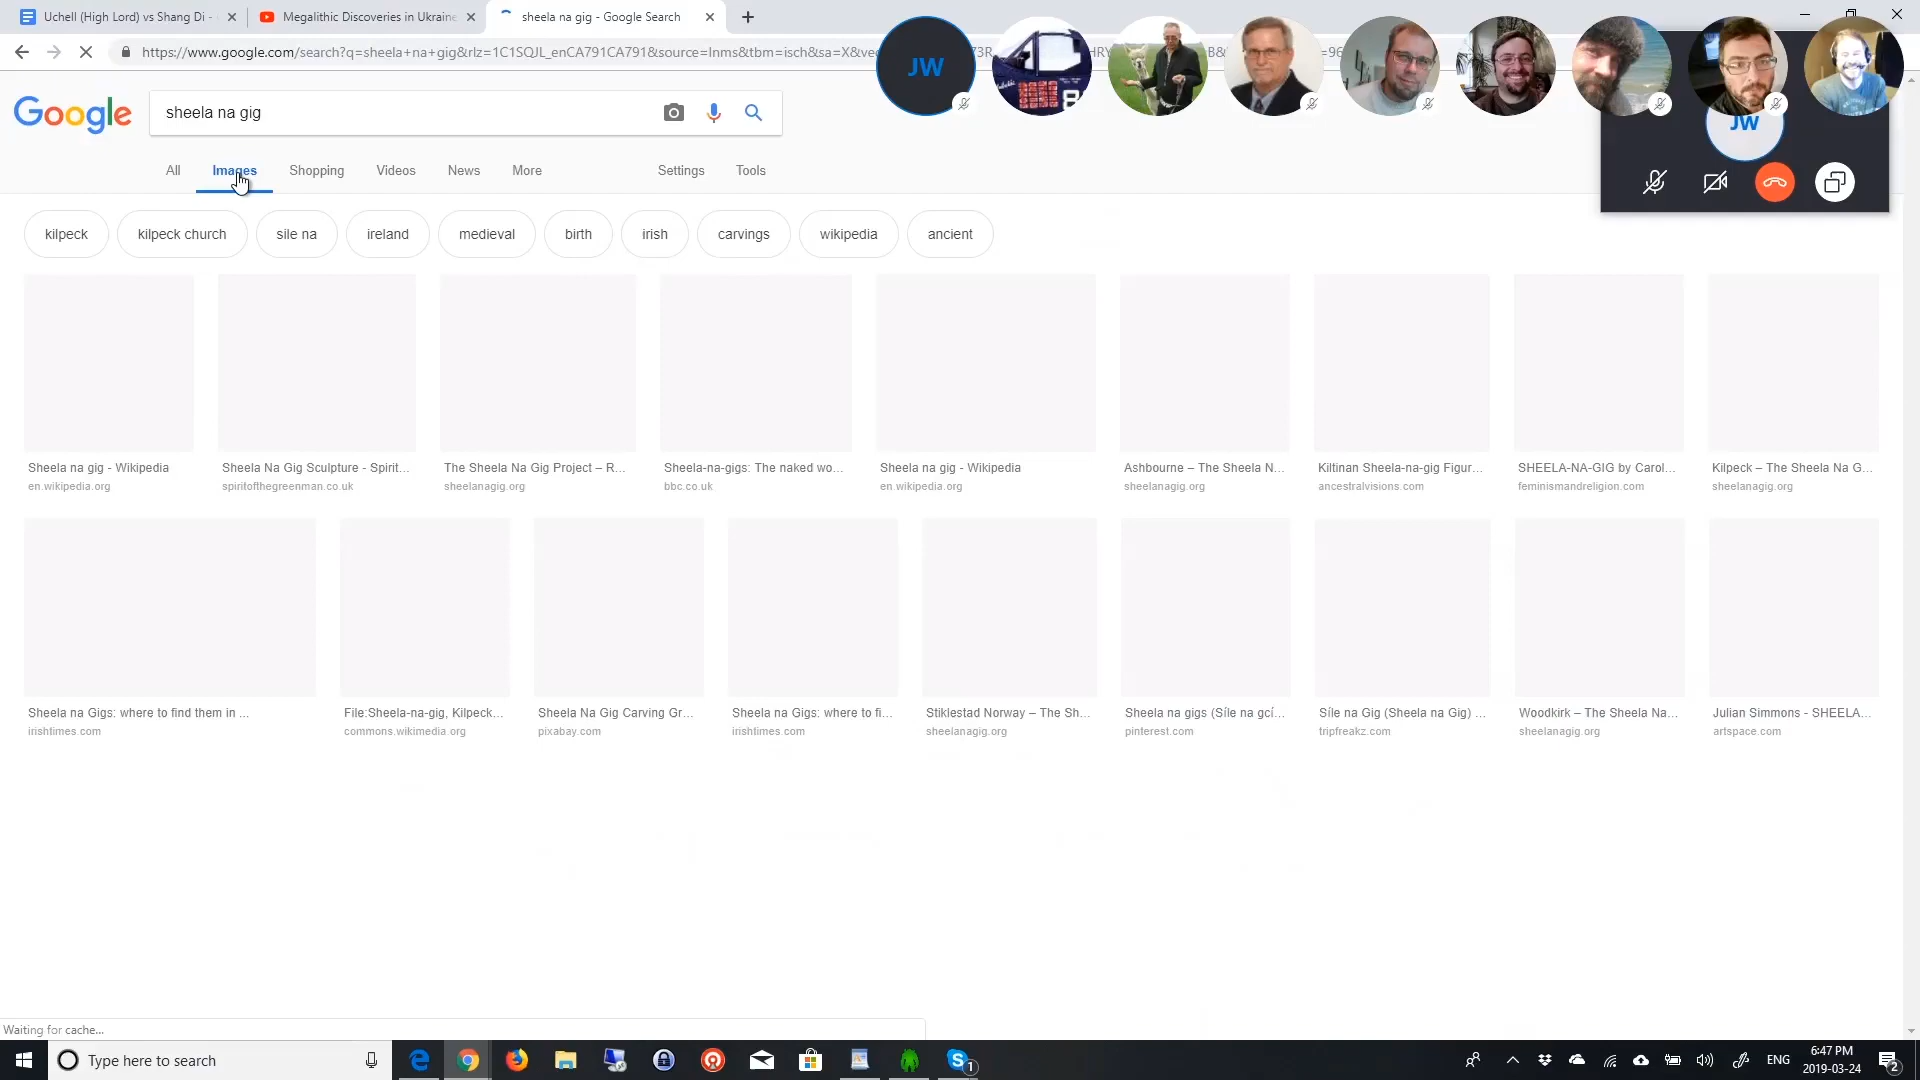 Uchell (High Lord) vs Shang Di -
Megalithic Discoveries in Ukraine
sheela na gig - Google Search
https://www.google.com/search?q=sheela+na+gig&rlz=1C1SQJL_enCA791CA791&source=lnms&tbm=isch&sa=X&ve
JW
Google
sheela na gig
JW
All
Images
Shopping
Videos
News
More
Settings
Tools
kilpeck
kilpeck church
sile na
ireland
medieval
birth
irish
carvings
wikipedia
ancient
Sheela na gig - Wikipedia
Sheela Na Gig Sculpture - Spirit...
The Sheela Na Gig Project – R...
Sheela-na-gigs: The naked wo...
Sheela na gig - Wikipedia
Ashbourne – The Sheela N...
Kiltinan Sheela-na-gig Figur...
SHEELA-NA-GIG by Carol...
Kilpeck – The Sheela Na G...
en.wikipedia.org
spiritofthegreenman.co.uk
sheelanagig.org
bbc.co.uk
en.wikipedia.org
sheelanagig.org
ancestralvisions.com
feminismandreligion.com
sheelanagig.org
Sheela na Gigs: where to find them in ...
File:Sheela-na-gig, Kilpeck...
Sheela Na Gig Carving Gr...
Sheela na Gigs: where to fi...
Stiklestad Norway – The Sh...
Sheela na gigs (Síle na gcí...
Síle na Gig (Sheela na Gig) ...
Woodkirk – The Sheela Na...
Julian Simmons - SHEELA...
irishtimes.com
commons.wikimedia.org
pixabay.com
irishtimes.com
sheelanagig.org
pinterest.com
tripfreakz.com
sheelanagig.org
artspace.com
Waiting for cache...
Type here to search
1
ENG
6:47 PM
2019-03-24
2